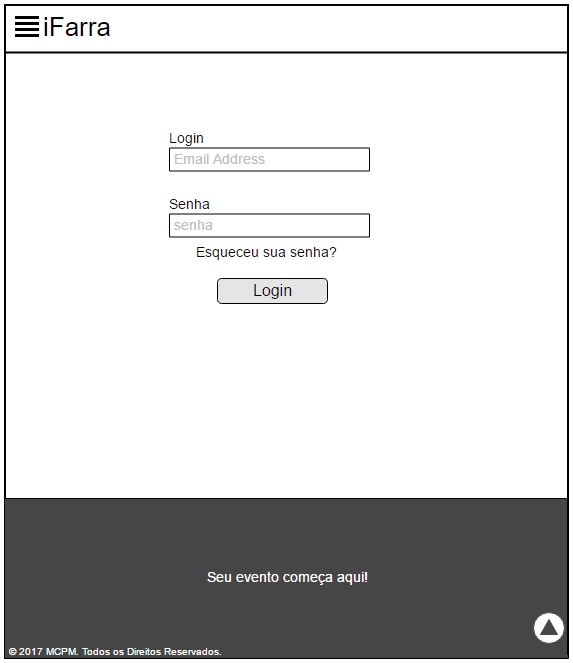 iFarra
Login
Email Address
Senha
senha
Esqueceu sua senha?
Login
Seu evento começa aqui!
© 2017 MCPM. Todos os Direitos Reservados.